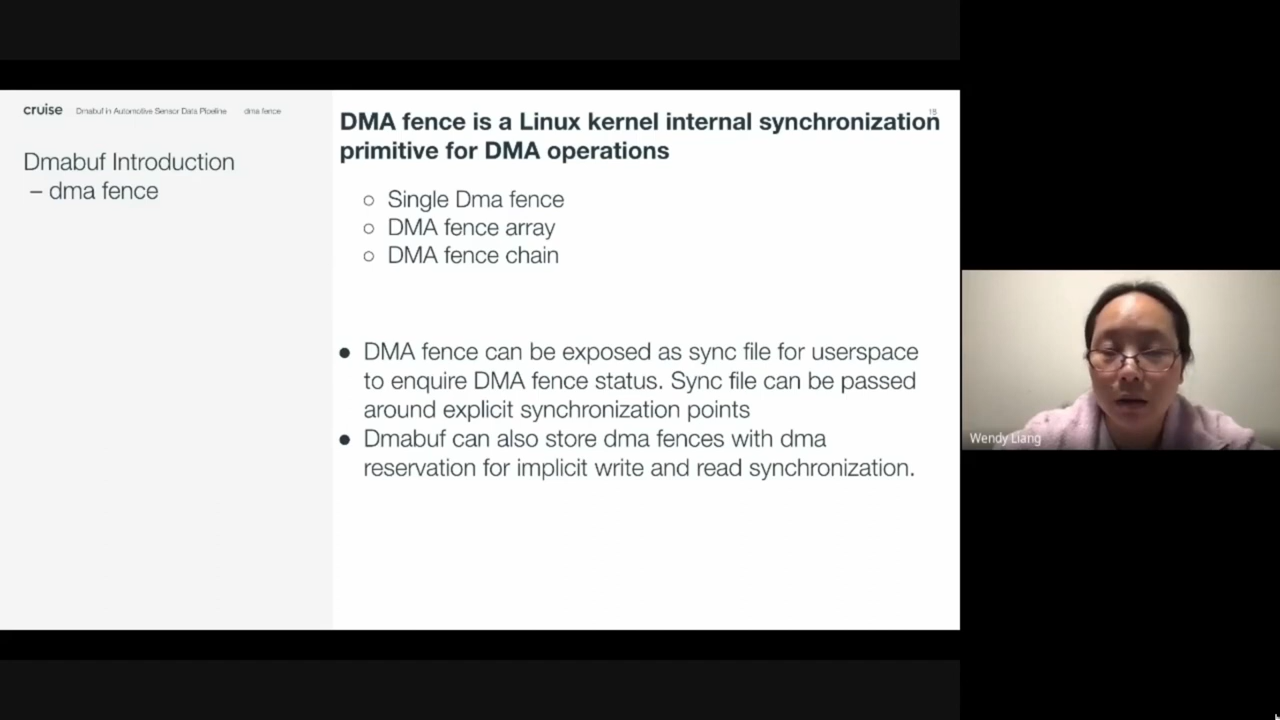 cruise Dmabuf in Automotive Sensor Data Pipeline dma fence
Dmabuf Introduction
– dma fence
18
DMA fence is a Linux kernel internal synchronization
primitive for DMA operations
○ Single Dma fence
○ DMA fence array
○ DMA fence chain
● DMA fence can be exposed as sync file for userspace
to enquire DMA fence status. Sync file can be passed
around explicit synchronization points
● Dmabuf can also store dma fences with dma
reservation for implicit write and read synchronization.
Wendy Liang